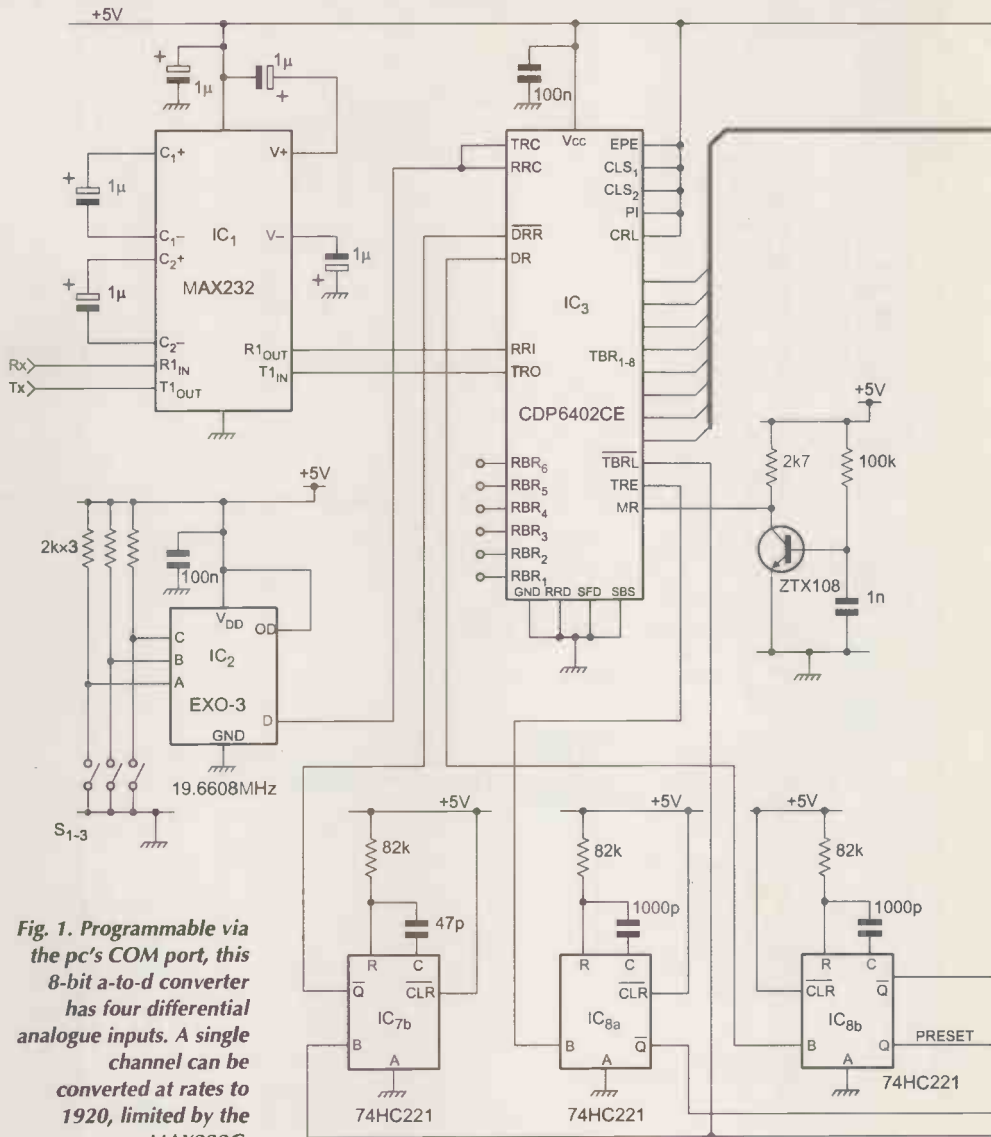 +5V
1µ
1µ
+
+
100n
Vcc
C1+
V+
TRC
EPE
RRC
CLS1
+
1µ
CLS2
IC1
PI
C1−
V−
DRR
CRL
C2+
DR
1µ
+
1µ
MAX232
+
IC3
C2−
Rx
R1IN
R1OUT
RRI
TBR1-8
Tx
T1OUT
T1IN
TRO
CDP6402CE
+5V
RBR6
TBRL
2k7
100k
+5V
RBR5
TRE
RBR4
MR
2k×3
RBR3
100n
RBR2
ZTX108
1n
RBR1
VDD
OD
GND RRD SFD SBS
C
IC2
B
A
EXO-3
D
GND
19.6608MHz
S1-3
+5V
+5V
+5V
82k
82k
82k
47p
1000p
1000p
R C
R C
R C
Q CLR
CLR
CLR Q
IC7b
IC8a
IC8b
B
B Q
B Q
PRESET
A
A
A
74HC221
74HC221
74HC221
Fig. 1. Programmable via
the pc's COM port, this
8-bit a-to-d converter
has four differential
analogue inputs. A single
channel can be
converted at rates to
1920, limited by the